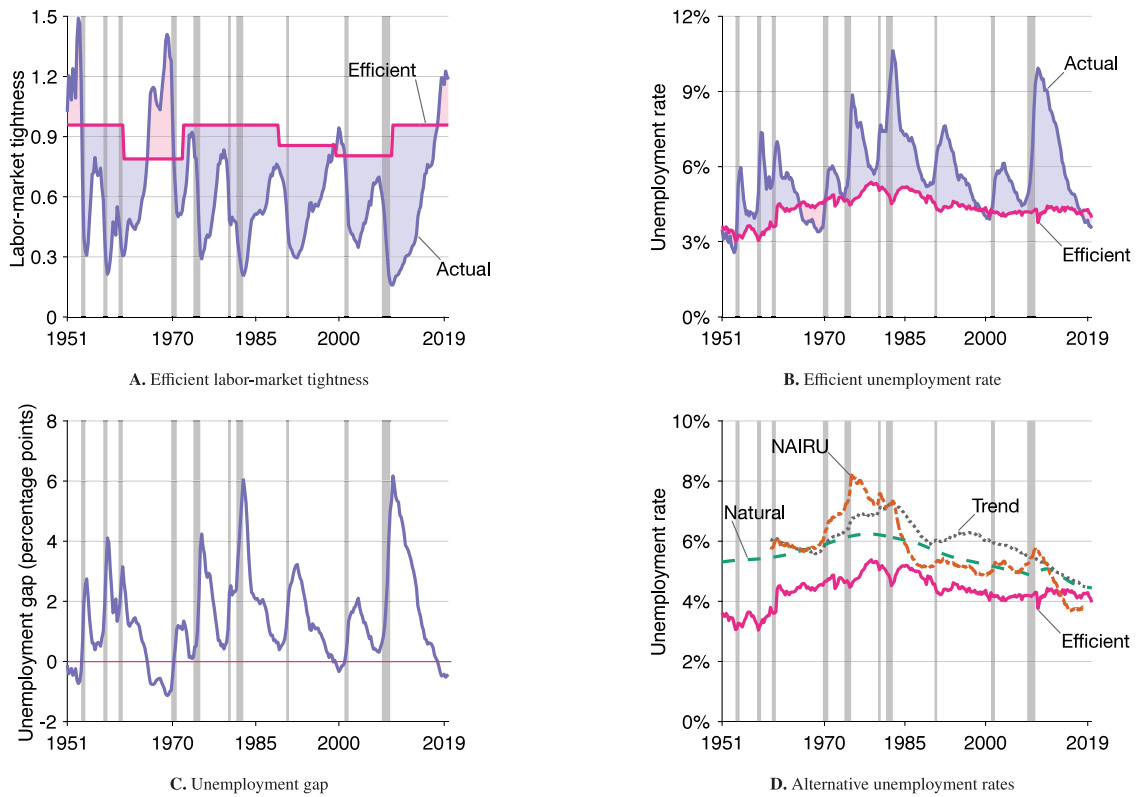 Labor-market tightness
1.5
1.2
0.9
0.6
0.3
0
Efficient
Actual
1951
1970
1985
2000
2019
A. Efficient labor-market tightness
Unemployment rate
12%
9%
6%
3%
0%
Actual
Efficient
1951
1970
1985
2000
2019
B. Efficient unemployment rate
Unemployment gap (percentage points)
8
6
4
2
0
-2
1951
1970
1985
2000
2019
C. Unemployment gap
Unemployment rate
10%
8%
6%
4%
2%
0%
NAIRU
Natural
Trend
Efficient
1951
1970
1985
2000
2019
D. Alternative unemployment rates